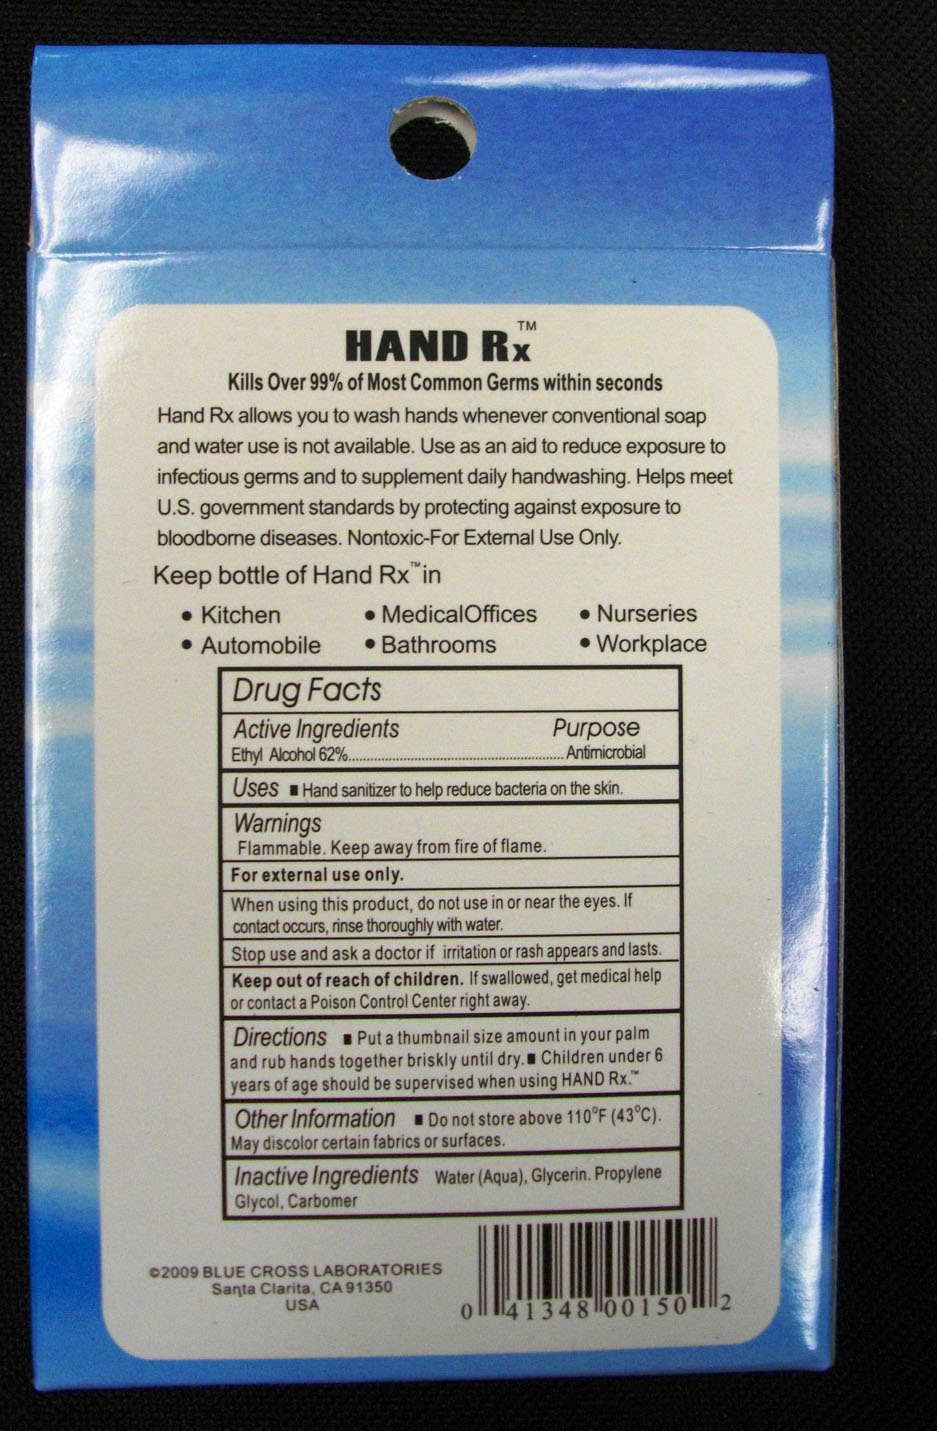 HAND Rx™
Kills Over 99% of Most Common Germs within seconds
Hand Rx allows you to wash hands whenever conventional soap
and water use is not available. Use as an aid to reduce exposure to
infectious germs and to supplement daily handwashing. Helps meet
U.S. government standards by protecting against exposure to
bloodborne diseases. Nontoxic-For External Use Only.
Keep bottle of Hand Rx™in
• Kitchen • MedicalOffices • Nurseries
• Automobile • Bathrooms • Workplace
Drug Facts
Active Ingredients Purpose
Ethyl Alcohol 62%.......................................................... Antimicrobial
Uses ■ Hand sanitizer to help reduce bacteria on the skin.
Warnings
Flammable. Keep away from fire of flame.
For external use only.
When using this product, do not use in or near the eyes. If
contact occurs, rinse thoroughly with water.
Stop use and ask a doctor if irritation or rash appears and lasts.
Keep out of reach of children. If swallowed, get medical help
or contact a Poison Control Center right away.
Directions ■ Put a thumbnail size amount in your palm
and rub hands together briskly until dry.■ Children under 6
years of age should be supervised when using HAND Rx.™
Other Information ■ Do not store above 110°F (43°C).
May discolor certain fabrics or surfaces.
Inactive Ingredients Water (Aqua), Glycerin. Propylene
Glycol, Carbomer
©2009 BLUE CROSS LABORATORIES
Santa Clarita, CA 91350
USA
0 41348 00150 2